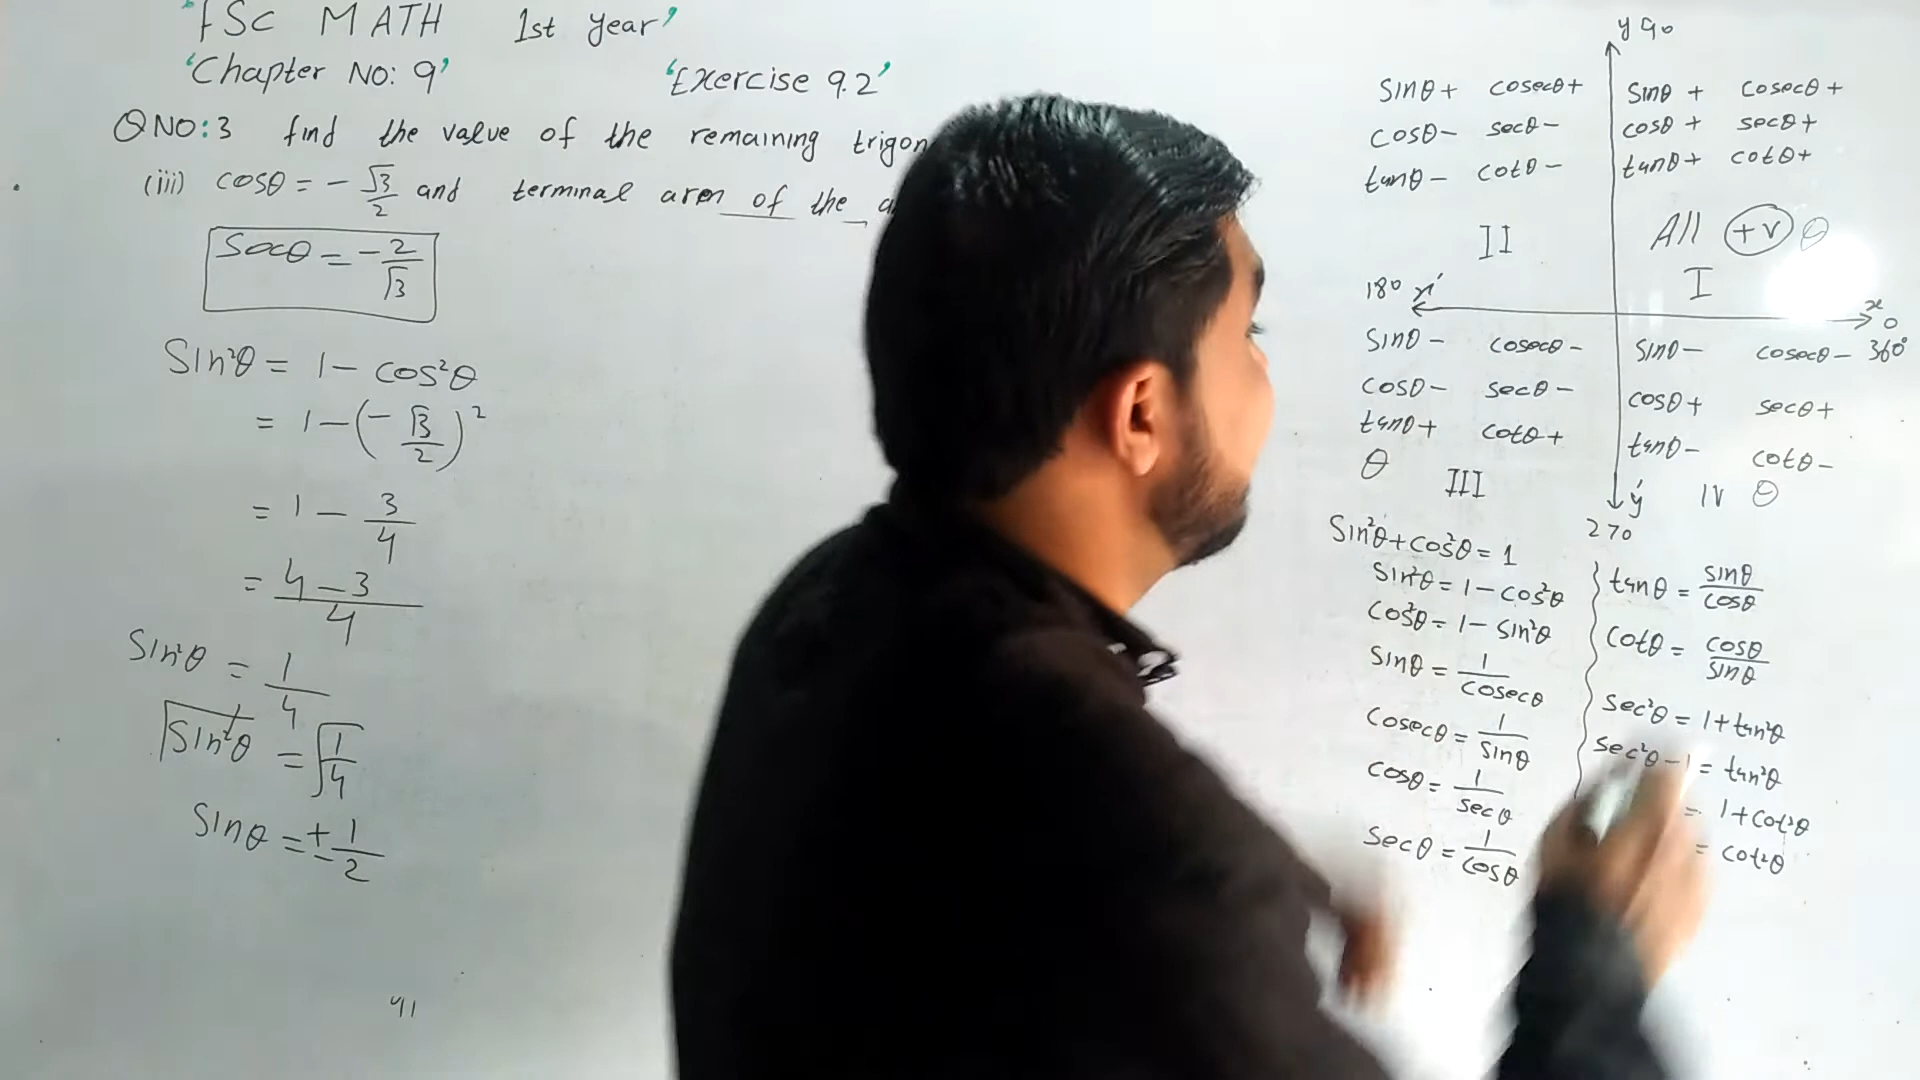 "FSc MATH 1st year"
'Chapter No: 9' 'Exercise 9.2'
QNO:3 find the value of the remaining trigon
(iii) cosθ = - √3/2 and terminal arm of the
Secθ = - 2/√3
Sin²θ = 1 - cos²θ
= 1 - (- √3/2)²
= 1 - 3/4
= 4 - 3/4
Sin²θ = 1/4
√Sin²θ = √1/4
Sinθ = ± 1/2
y 90
Sinθ + cosecθ +
cosθ - secθ -
tanθ - cotθ -
II
Sinθ + cosecθ +
cosθ + secθ +
tanθ + cotθ +
All +v θ
I
180 x'
x 0
360°
Sinθ - cosecθ -
cosθ - secθ -
tanθ + cotθ +
θ III
Sinθ - cosecθ -
cosθ + secθ +
tanθ - cotθ -
IV θ
y'
270
Sin²θ + cos²θ = 1
Sin²θ = 1 - cos²θ
cos²θ = 1 - sin²θ
Sinθ = 1/cosecθ
Cosecθ = 1/sinθ
cosθ = 1/secθ
Secθ = 1/cosθ
tanθ = sinθ/cosθ
cotθ = cosθ/sinθ
sec²θ = 1 + tan²θ
sec²θ - 1 = tan²θ
= 1 + cot²θ
= cot²θ